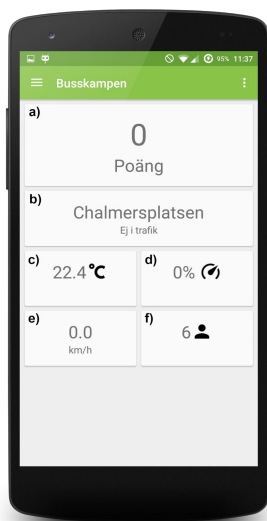 95% 11:37
Busskampen
a)
0
Poäng
b)
Chalmersplatsen
Ej i trafik
c)
22.4 °C
d)
0%
e)
0.0
km/h
f)
6